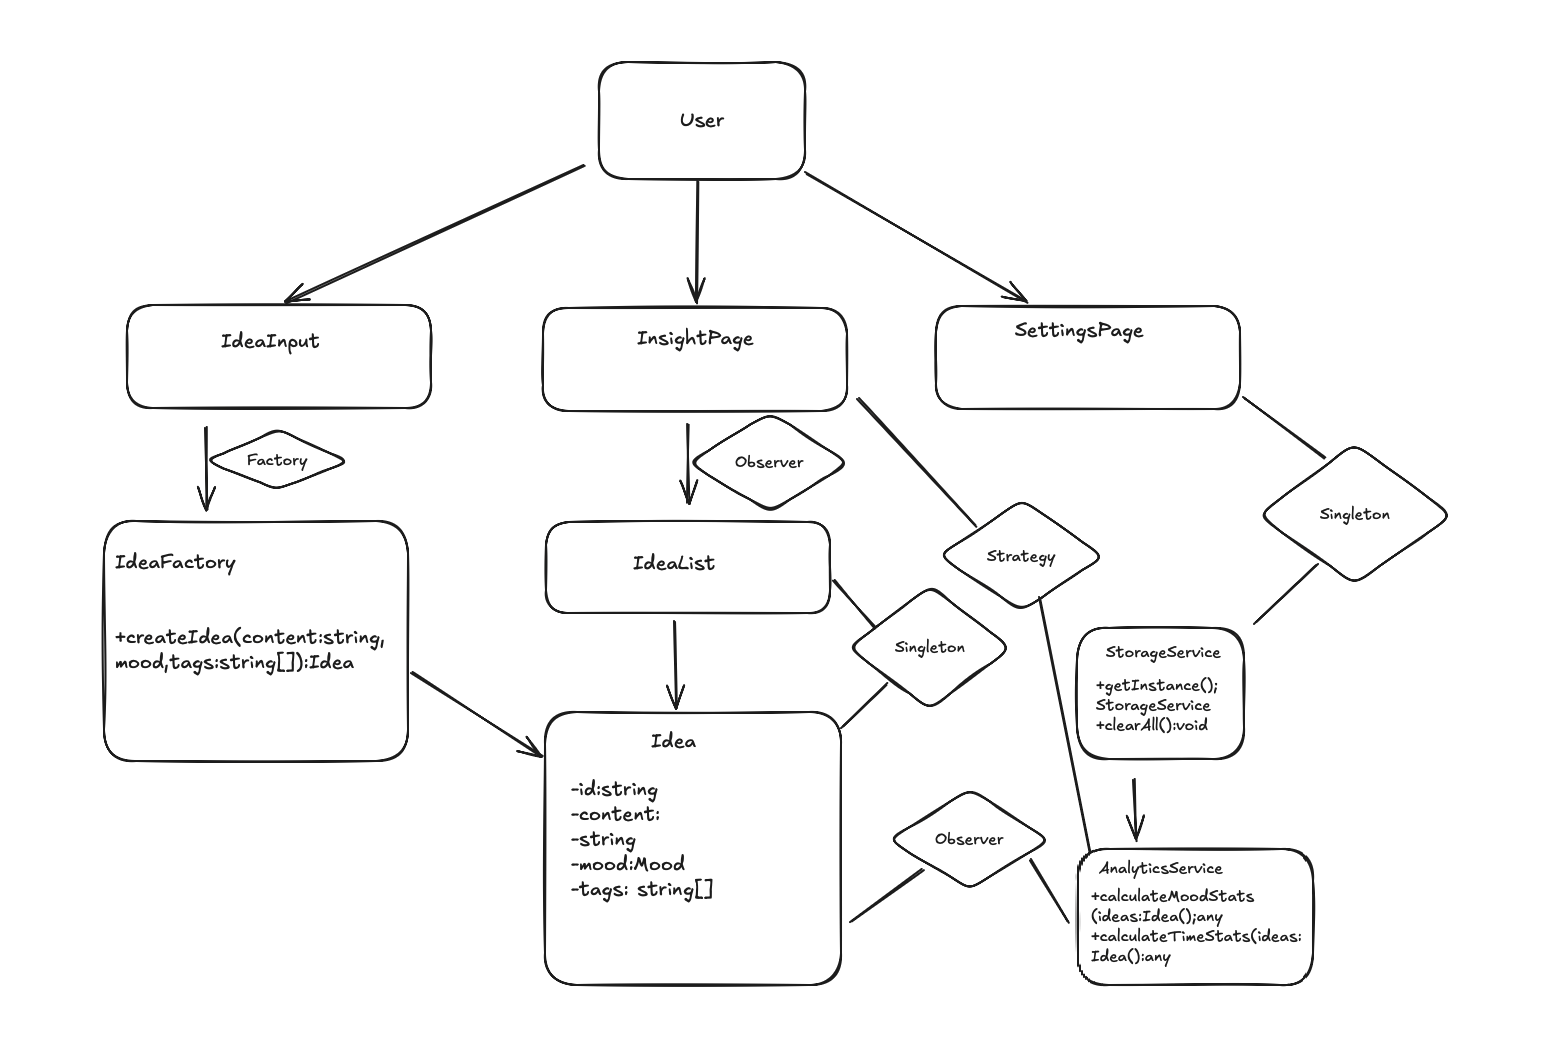 User
IdeaInput
InsightPage
SettingsPage
Factory
Observer
Strategy
Singleton
IdeaFactory
+createIdea(content:string,
mood,tags:string[]):Idea
IdeaList
Singleton
StorageService
+getInstance();
StorageService
+clearAll():void
Idea
-id:string
-content:
-string
-mood:Mood
-tags: string[]
Observer
AnalyticsService
+calculateMoodStats
(ideas:Idea();any
+calculateTimeStats(ideas:
Idea():any